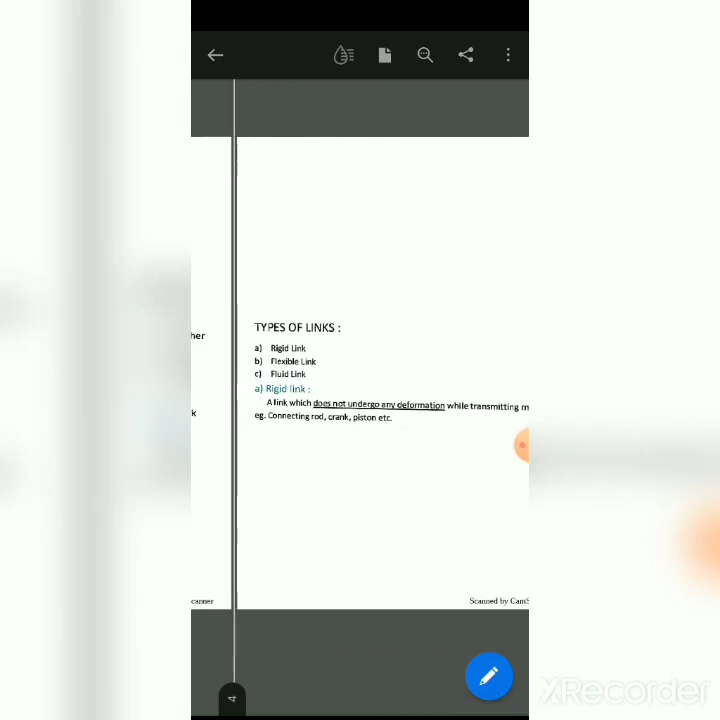 TYPES OF LINKS :
her
a) Rigid Link
b) Flexible Link
c) Fluid Link
a) Rigid link :
A link which does not undergo any deformation while transmitting m
k
eg. Connecting rod, crank, piston etc.
canner
Scanned by CamS
4
XRecorder